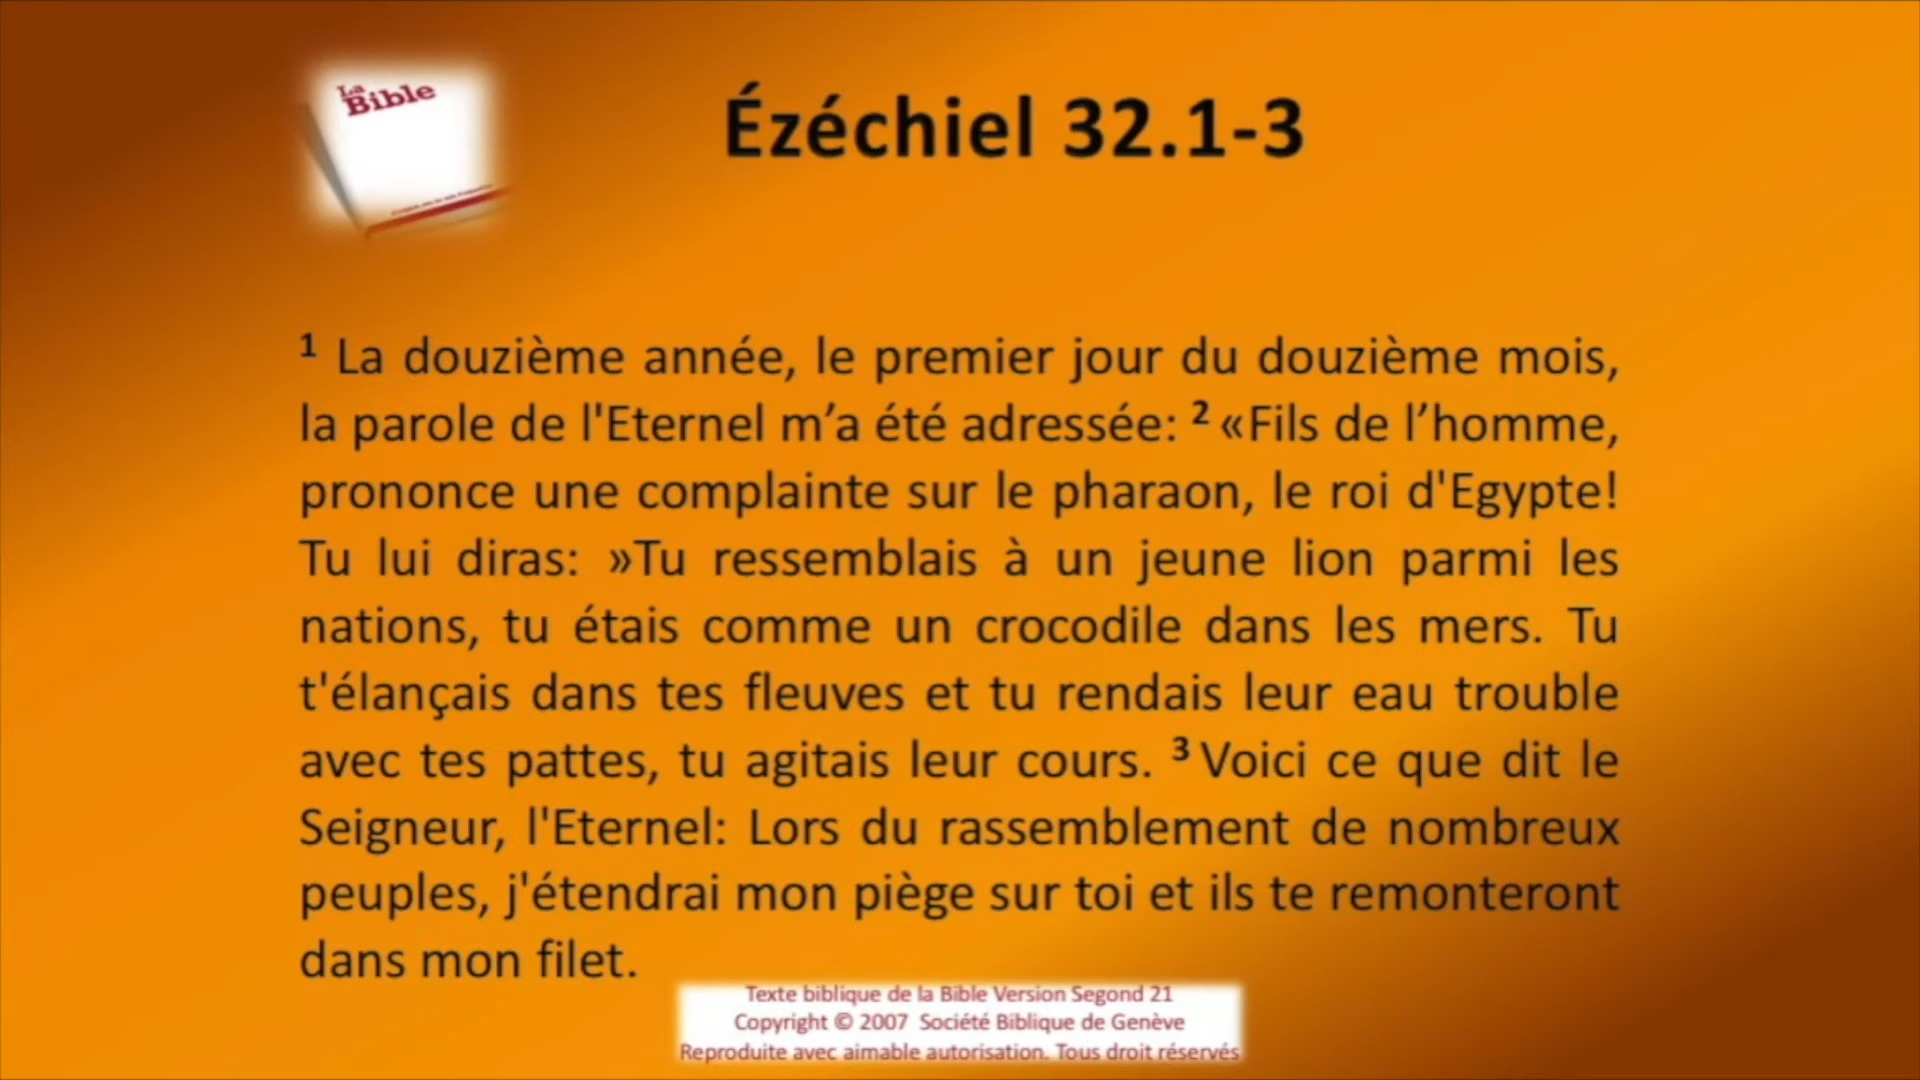 La
Bible
Ézéchiel 32.1-3
1 La douzième année, le premier jour du douzième mois,
la parole de l'Eternel m’a été adressée: 2 «Fils de l’homme,
prononce une complainte sur le pharaon, le roi d'Egypte!
Tu lui diras: »Tu ressemblais à un jeune lion parmi les
nations, tu étais comme un crocodile dans les mers. Tu
t'élançais dans tes fleuves et tu rendais leur eau trouble
avec tes pattes, tu agitais leur cours. 3 Voici ce que dit le
Seigneur, l'Eternel: Lors du rassemblement de nombreux
peuples, j'étendrai mon piège sur toi et ils te remonteront
dans mon filet.
Texte biblique de la Bible Version Segond 21
Copyright © 2007 Société Biblique de Genève
Reproduite avec aimable autorisation. Tous droit réservés